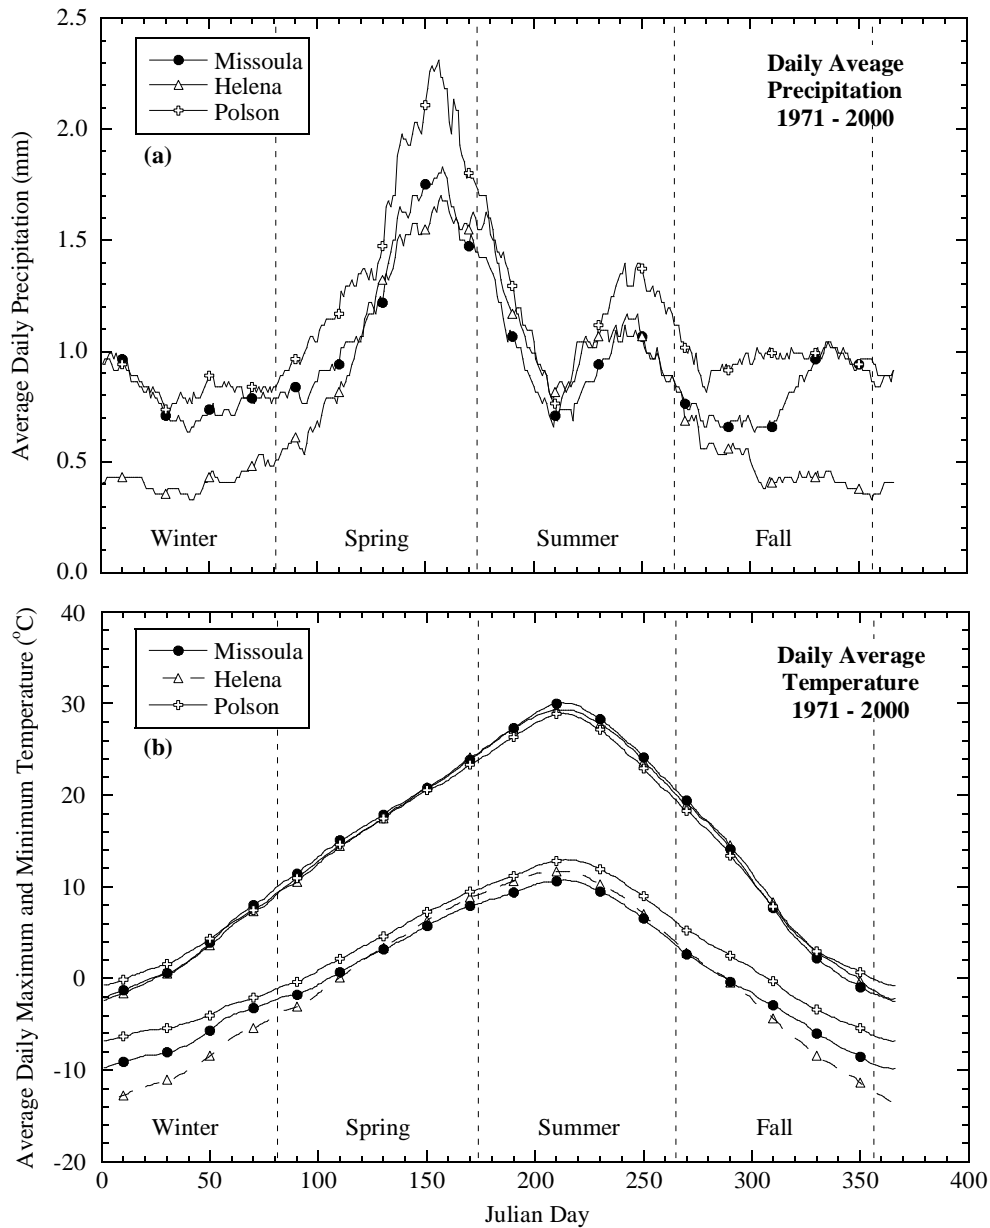 2.5
2.0
1.5
1.0
0.5
0.0
Average Daily Precipitation (mm)
Missoula
Helena
Polson
(a)
Daily Aveage
Precipitation
1971 - 2000
Winter
Spring
Summer
Fall
40
30
20
10
0
-10
-20
Average Daily Maximum and Minimum Temperature (°C)
Missoula
Helena
Polson
(b)
Daily Average
Temperature
1971 - 2000
Winter
Spring
Summer
Fall
0 50 100 150 200 250 300 350 400
Julian Day